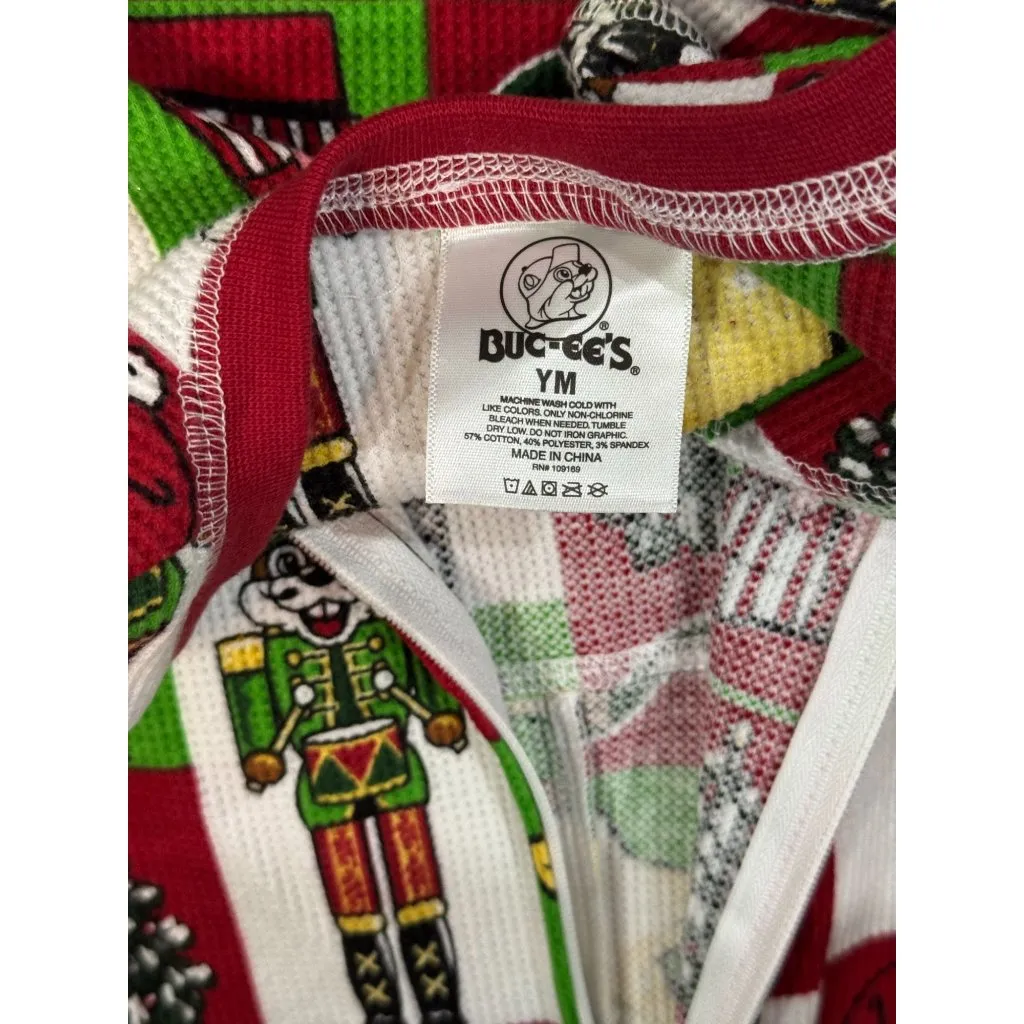 BUC-EE'S®
YM
MACHINE WASH COLD WITH
LIKE COLORS. ONLY NON-CHLORINE
BLEACH WHEN NEEDED. TUMBLE
DRY LOW. DO NOT IRON GRAPHIC.
57% COTTON, 40% POLYESTER, 3% SPANDEX
MADE IN CHINA
RN# 109169